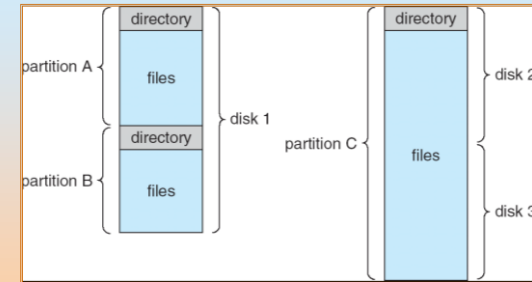 directory
partition A
files
disk 1
directory
partition B
files
directory
disk 2
partition C
files
disk 3